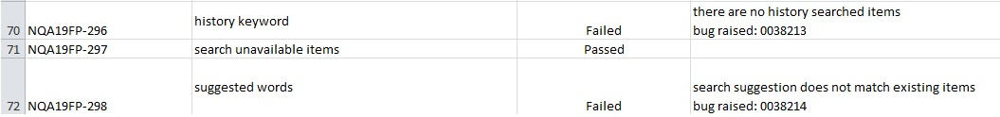 there are no history searched items
history keyword
70 NQA19FP-296 Failed bug raised: 0038213
71 NQA19FP-297 search unavailable items Passed
suggested words search suggestion does not match existing items
72 NQA19FP-298 Failed bug raised: 0038214